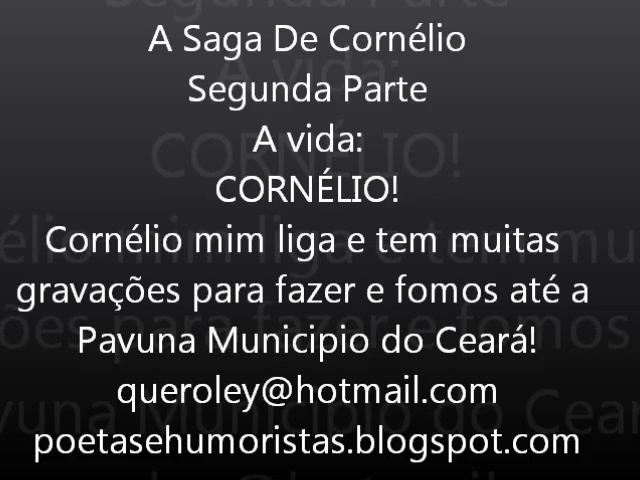 A Saga De Cornélio
Segunda Parte
A vida:
CORNÉLIO!
Cornélio mim liga e tem muitas
gravações para fazer e fomos até a
Pavuna Municipio do Ceará!
queroley@hotmail.com
poetasehumoristas.blogspot.com